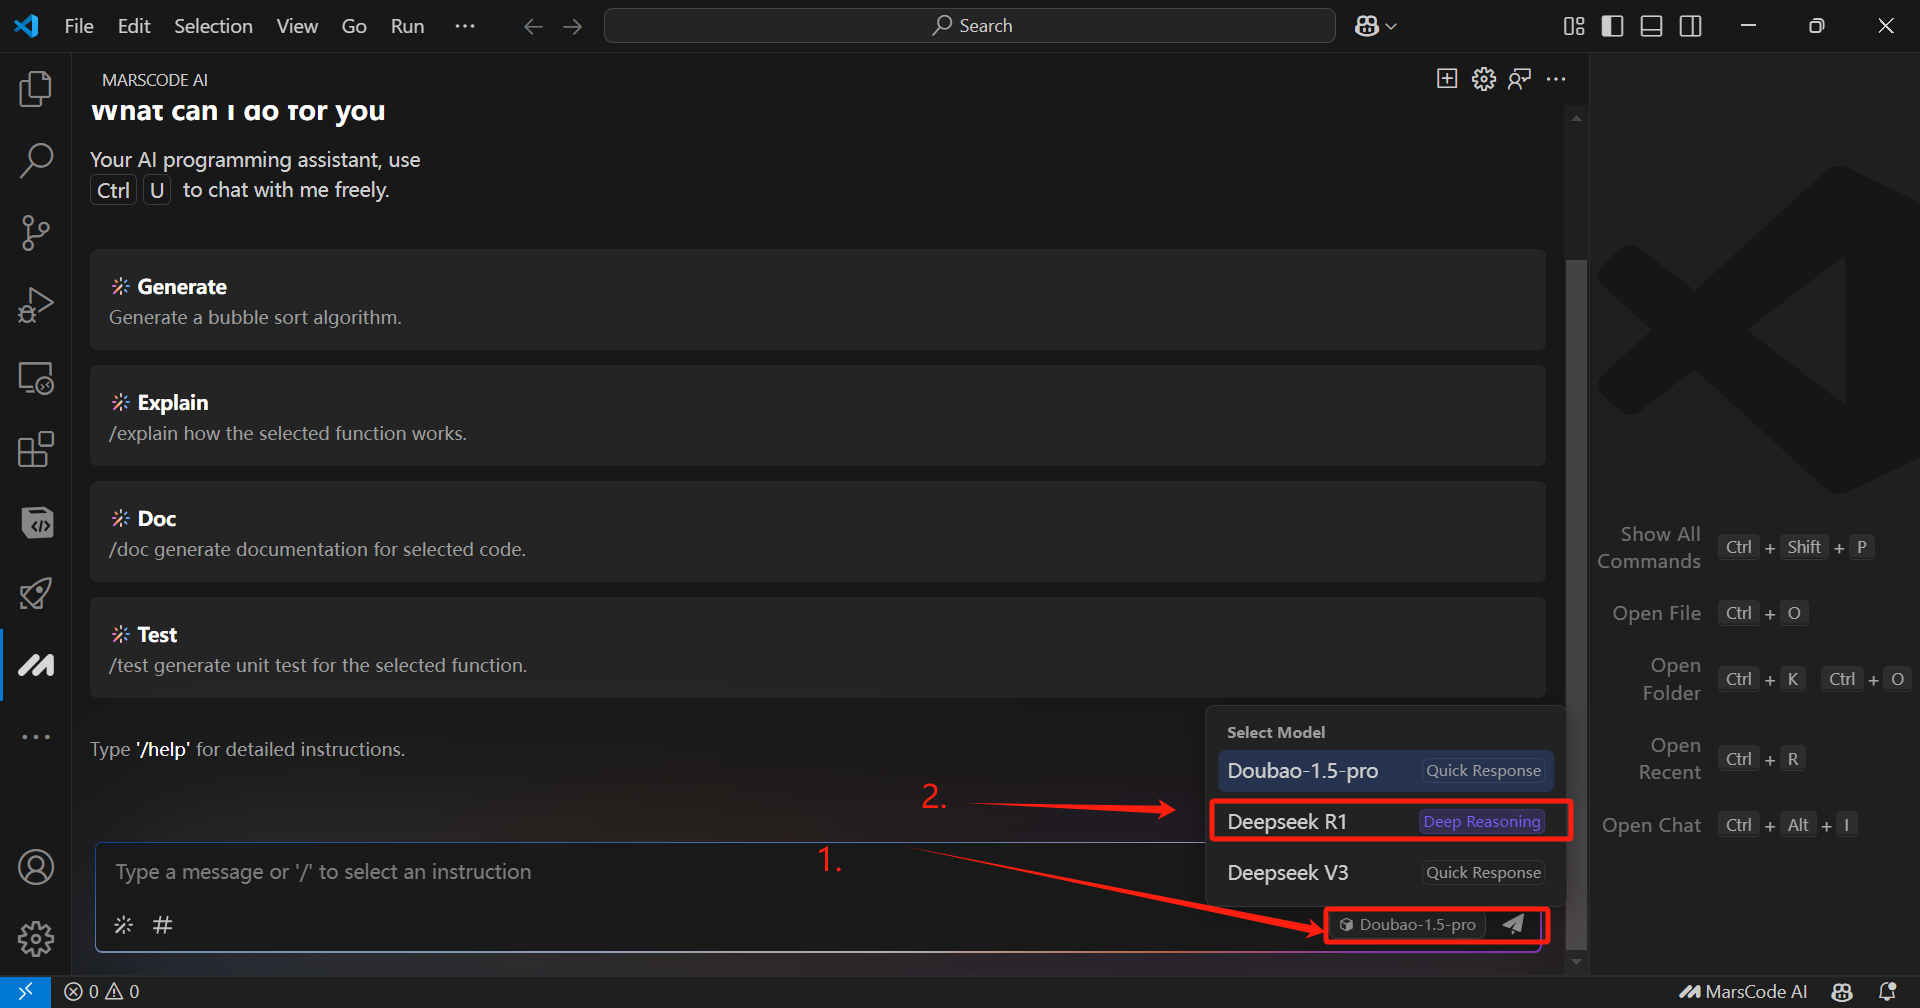 File Edit Selection View Go Run ···
Search
MARSCODE AI
What can I do for you
Your AI programming assistant, use
Ctrl U to chat with me freely.
Generate
Generate a bubble sort algorithm.
Explain
/explain how the selected function works.
Doc
/doc generate documentation for selected code.
Test
/test generate unit test for the selected function.
Type '/help' for detailed instructions.
Select Model
Doubao-1.5-pro Quick Response
2.
Deepseek R1 Deep Reasoning
1.
Deepseek V3 Quick Response
Type a message or '/' to select an instruction
#
Doubao-1.5-pro
Show All
Commands
Ctrl + Shift + P
Open File Ctrl + O
Open
Folder
Ctrl + K Ctrl + O
Open
Recent
Ctrl + R
Open Chat Ctrl + Alt + I
0 0
MarsCode AI